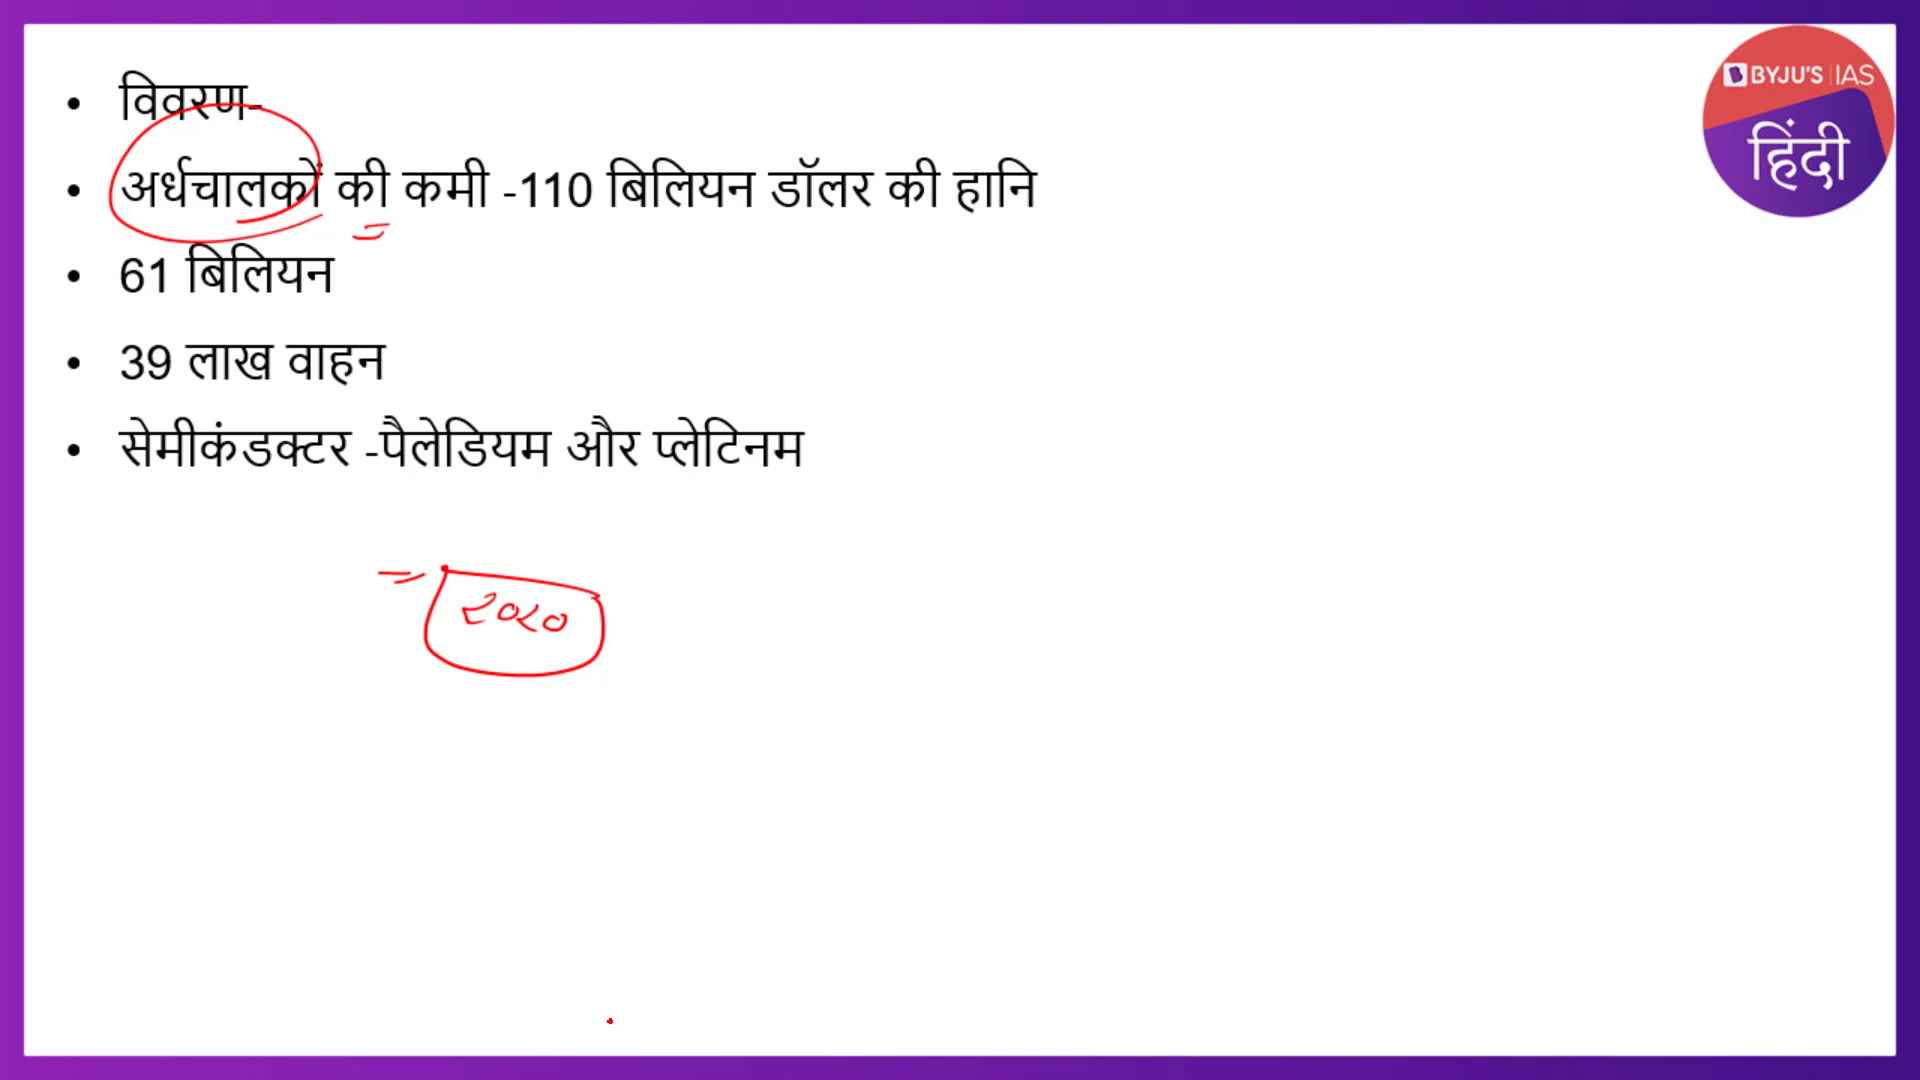 BYJU'S IAS
हिंदी
• विवरण-
• अर्धचालकों की कमी -110 बिलियन डॉलर की हानि
• 61 बिलियन
• 39 लाख वाहन
• सेमीकंडक्टर -पैलेडियम और प्लेटिनम
२०२०